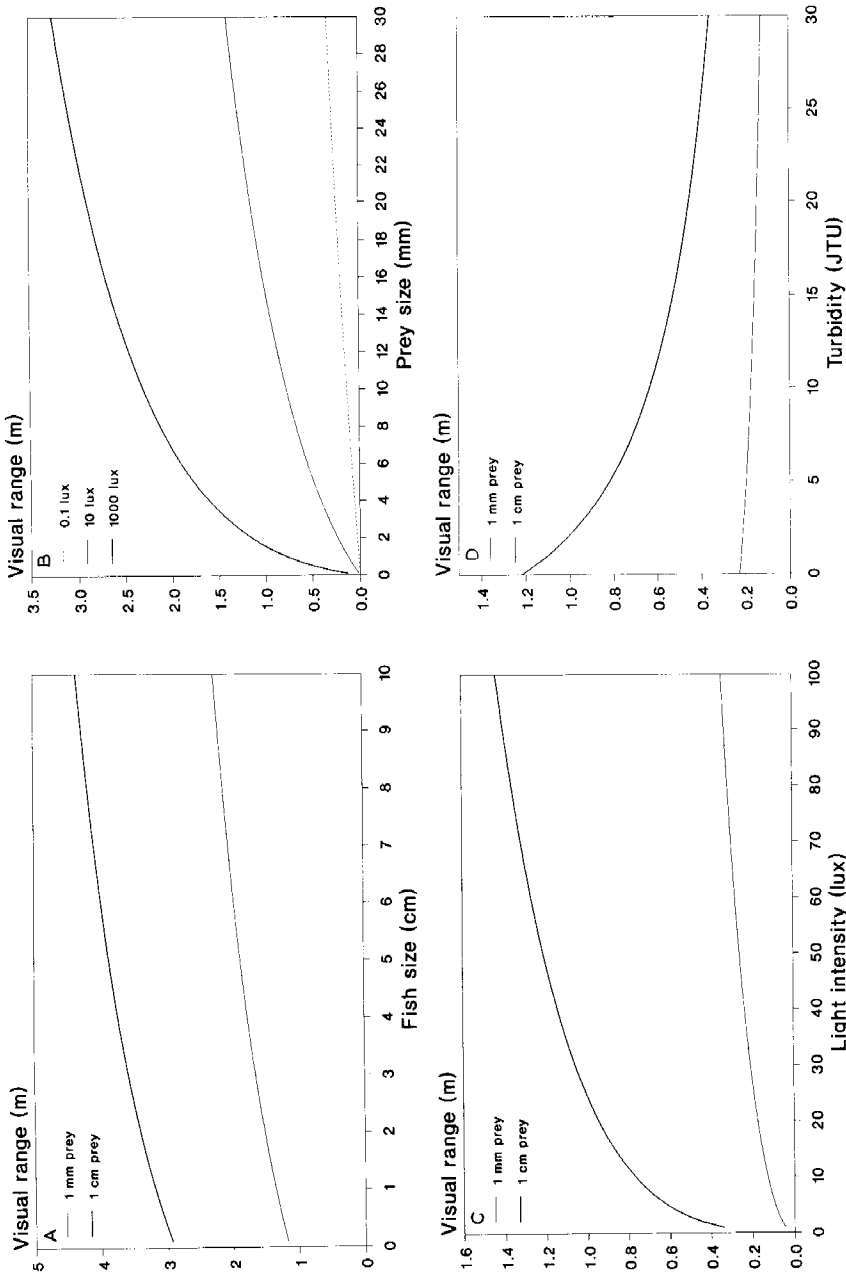 Visual range (m)
A
1 mm prey
1 cm prey
5
4
3
2
1
0
0 1 2 3 4 5 6 7 8 9 10
Fish size (cm)
Visual range (m)
B
0.1 lux
10 lux
1000 lux
3.5
3.0
2.5
2.0
1.5
1.0
0.5
0.0
0 2 4 6 8 10 12 14 16 18 20 22 24 26 28 30
Prey size (mm)
Visual range (m)
C
1 mm prey
1 cm prey
1.6
1.4
1.2
1.0
0.8
0.6
0.4
0.2
0.0
0 10 20 30 40 50 60 70 80 90 100
Light intensity (lux)
Visual range (m)
D
1 mm prey
1 cm prey
1.4
1.2
1.0
0.8
0.6
0.4
0.2
0.0
0 5 10 15 20 25 30
Turbidity (JTU)